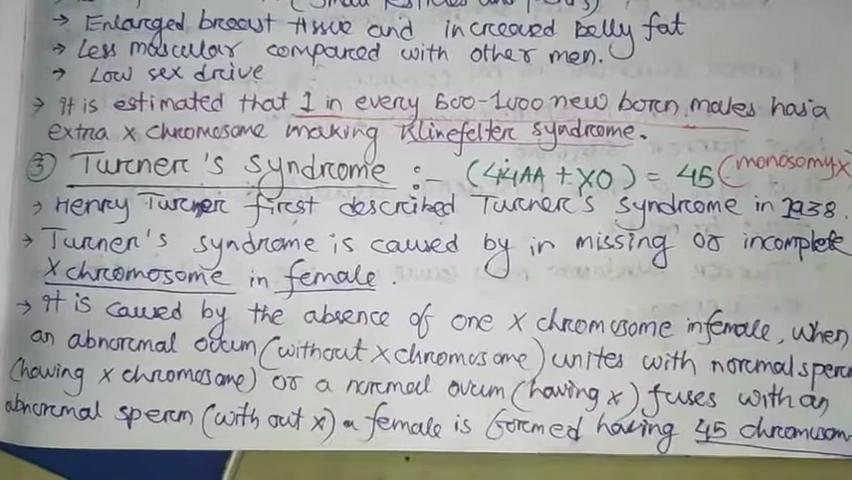 (Small testicles and penis)
→ Enlarged breast tissue and increased belly fat
→ Less muscular compared with other men.
→ Low sex drive
→ It is estimated that 1 in every 600-1000 new born males has a
extra x chromosome making Klinefelter syndrome.
③ Turner's Syndrome :- (44AA + XO) = 45 (monosomy x)
→ Henry Turner first described Turner's syndrome in 1938.
→ Turner's syndrome is caused by in missing or incomplete
X chromosome in female.
→ It is caused by the absence of one X chromosome in female, when
an abnormal ovum (without X chromosome) unites with normal sperm
(having X chromosome) or a normal ovum (having x) fuses with an
abnormal sperm (with out x) a female is formed having 45 chromosom